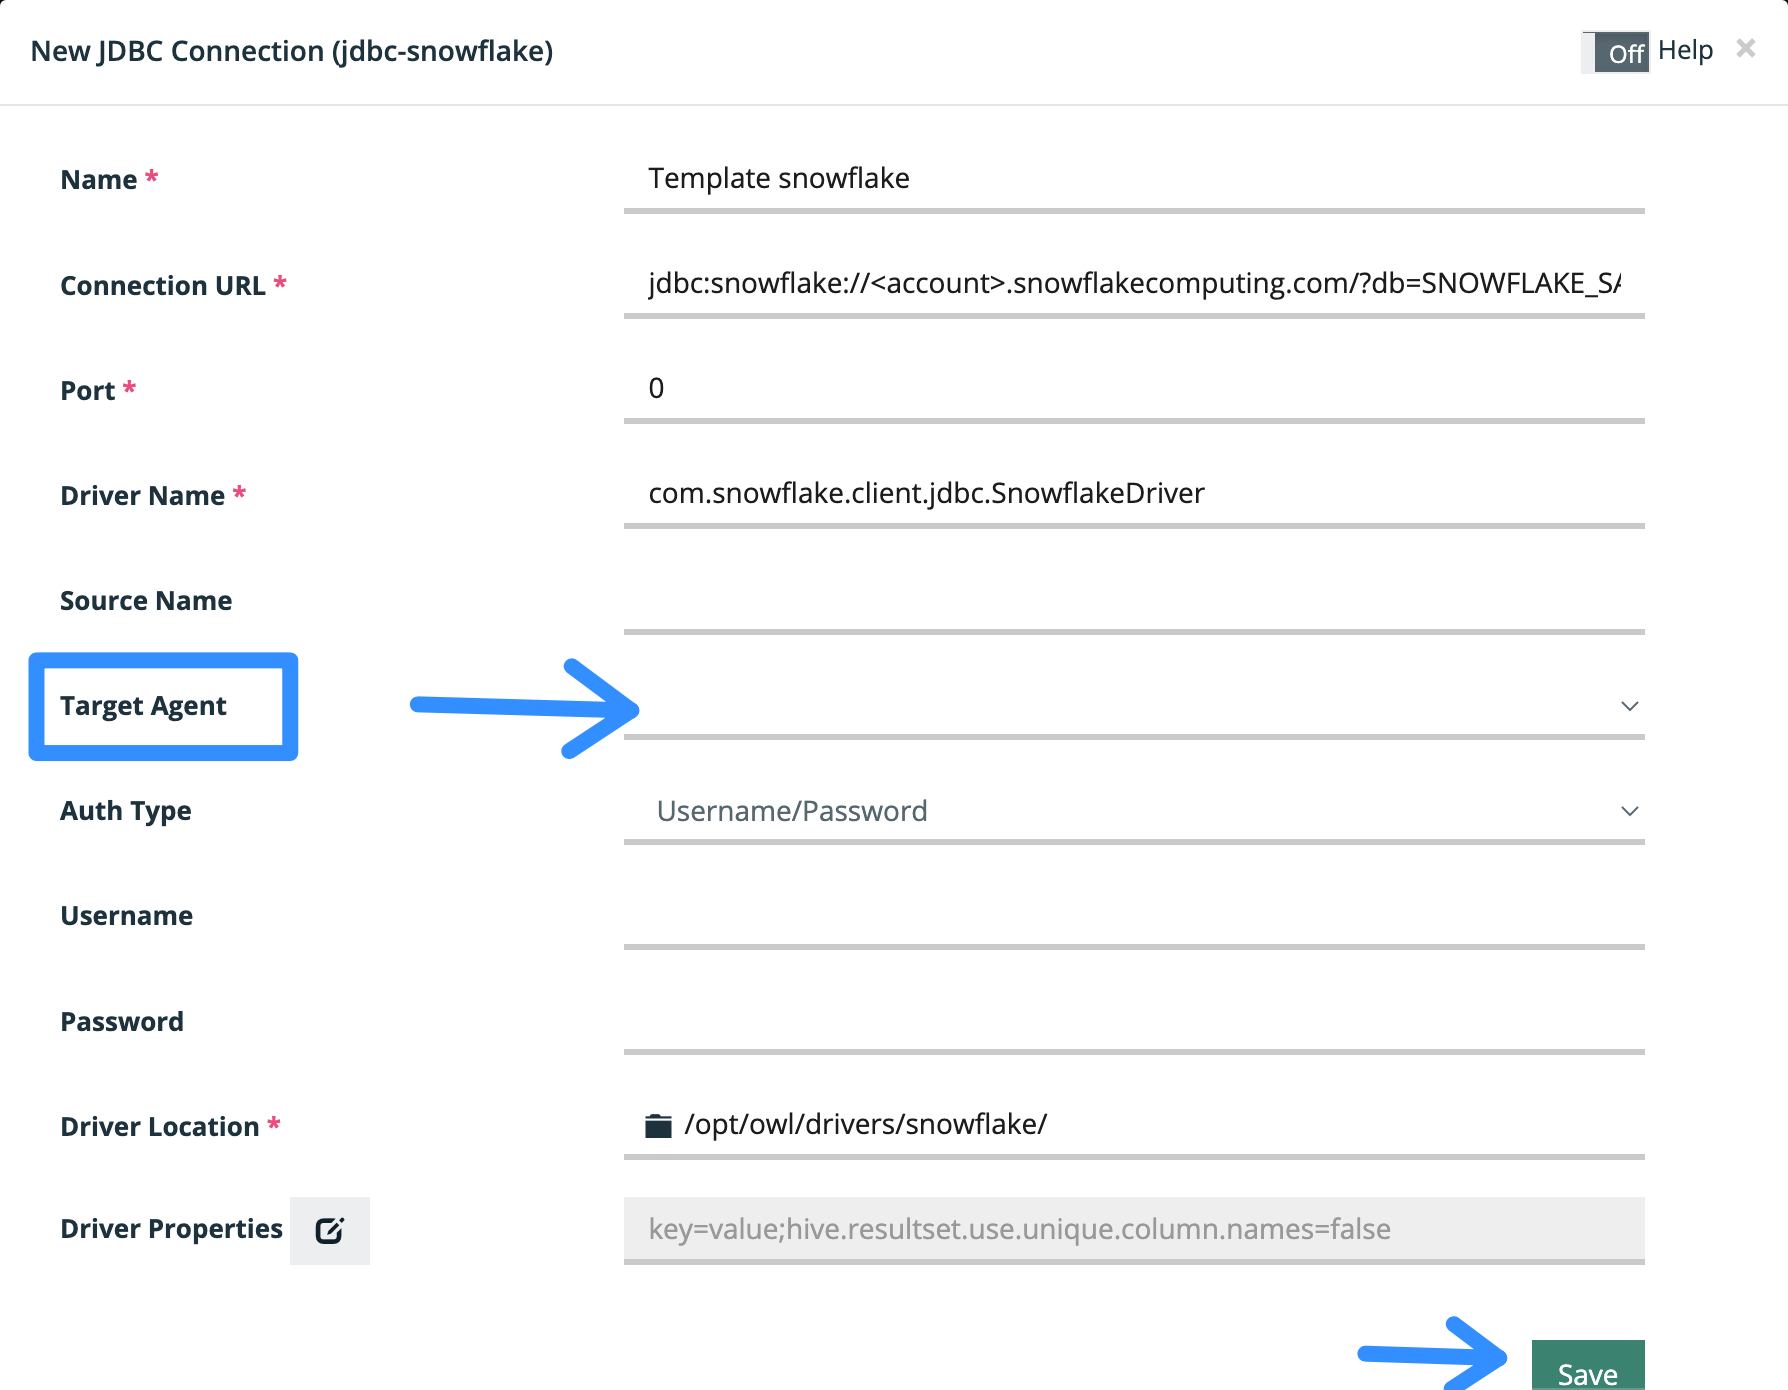 New JDBC Connection (jdbc-snowflake)
Off Help ×
Name *
Template snowflake
Connection URL *
jdbc:snowflake://<account>.snowflakecomputing.com/?db=SNOWFLAKE_SA
Port *
0
Driver Name *
com.snowflake.client.jdbc.SnowflakeDriver
Source Name
Target Agent
Auth Type
Username/Password
Username
Password
Driver Location *
/opt/owl/drivers/snowflake/
Driver Properties
key=value;hive.resultset.use.unique.column.names=false
Save